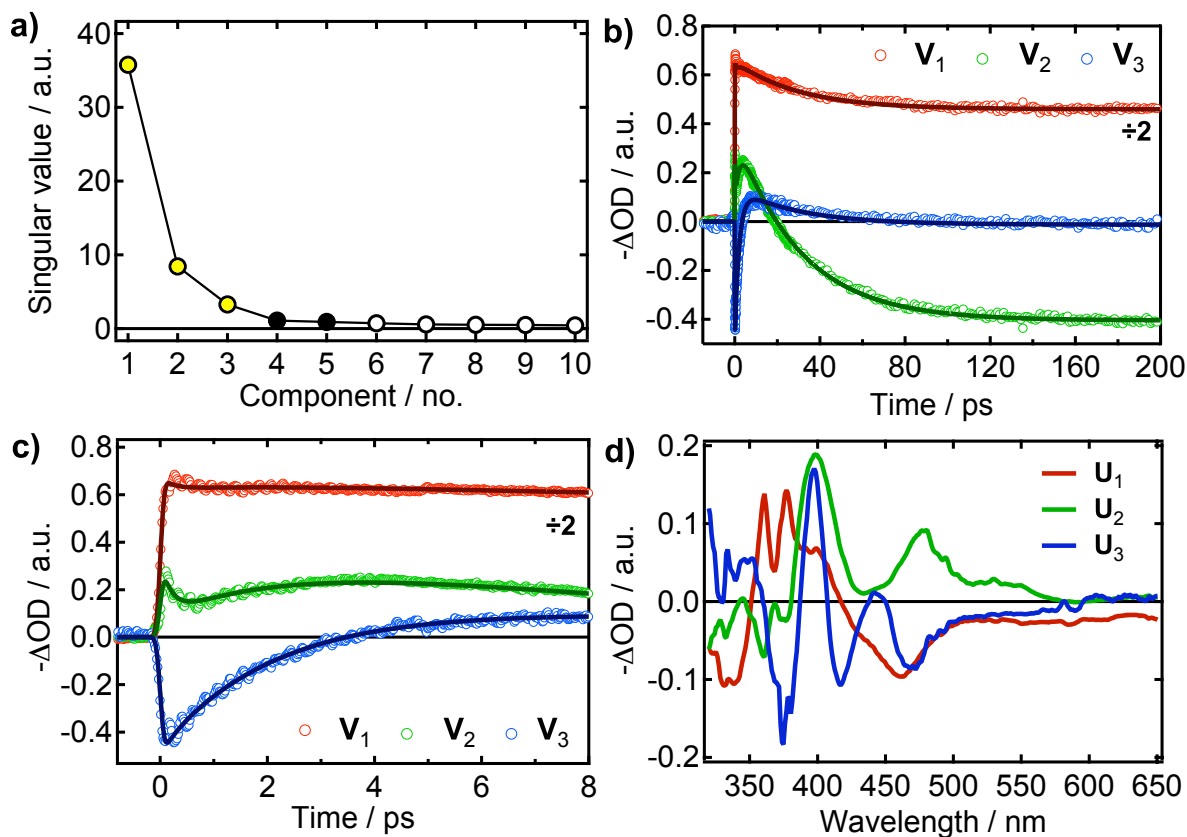 a)
40
30
20
10
0
Singular value / a.u.
1 2 3 4 5 6 7 8 9 10
Component / no.
b)
0.8
0.6
0.4
0.2
0.0
-0.2
-0.4
-ΔOD / a.u.
V1 V2 V3
÷2
0 40 80 120 160 200
Time / ps
c)
0.8
0.6
0.4
0.2
0.0
-0.2
-0.4
-ΔOD / a.u.
÷2
V1 V2 V3
0 2 4 6 8
Time / ps
d)
0.2
0.1
0.0
-0.1
0.2
-ΔOD / a.u.
U1
U2
U3
350 400 450 500 550 600 650
Wavelength / nm